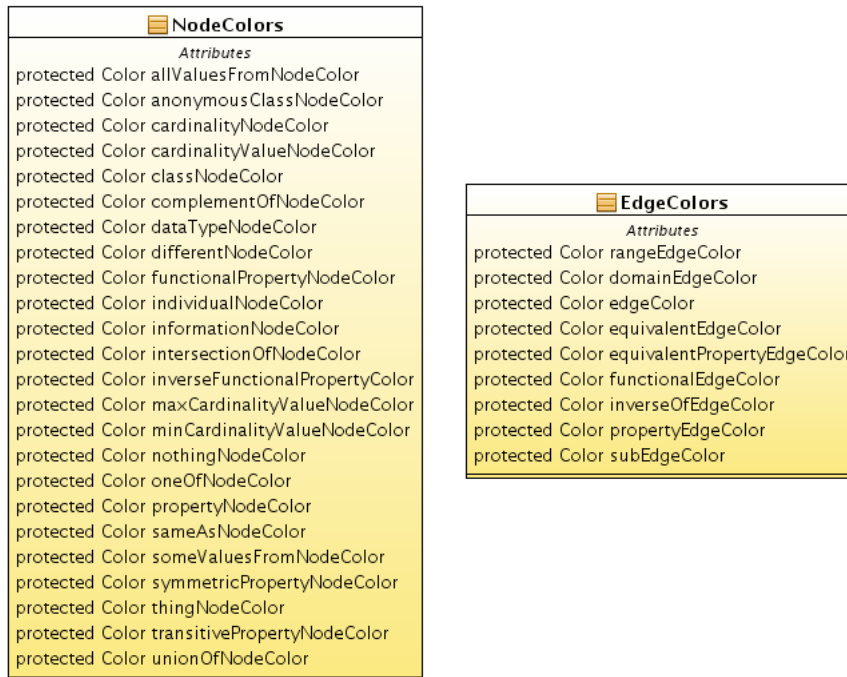 NodeColors
Attributes
protected Color allValuesFromNodeColor
protected Color anonymousClassNodeColor
protected Color cardinalityNodeColor
protected Color cardinalityValueNodeColor
protected Color classNodeColor
protected Color complementOfNodeColor
protected Color dataTypeNodeColor
protected Color differentNodeColor
protected Color functionalPropertyNodeColor
protected Color individualNodeColor
protected Color informationNodeColor
protected Color intersectionOfNodeColor
protected Color inverseFunctionalPropertyColor
protected Color maxCardinalityValueNodeColor
protected Color minCardinalityValueNodeColor
protected Color nothingNodeColor
protected Color oneOfNodeColor
protected Color propertyNodeColor
protected Color sameAsNodeColor
protected Color someValuesFromNodeColor
protected Color symmetricPropertyNodeColor
protected Color thingNodeColor
protected Color transitivePropertyNodeColor
protected Color unionOfNodeColor
EdgeColors
Attributes
protected Color rangeEdgeColor
protected Color domainEdgeColor
protected Color edgeColor
protected Color equivalentEdgeColor
protected Color equivalentPropertyEdgeColor
protected Color functionalEdgeColor
protected Color inverseOfEdgeColor
protected Color propertyEdgeColor
protected Color subEdgeColor